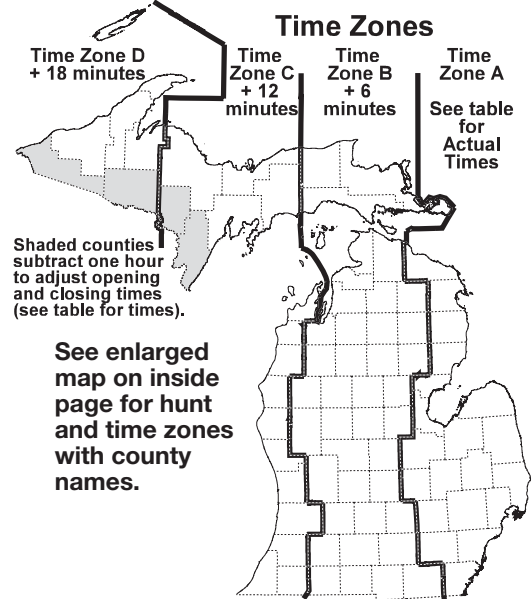 Time Zones
Time Zone D
+ 18 minutes
Time
Zone C
+ 12
minutes
Time
Zone B
+ 6
minutes
Time
Zone A
See table
for
Actual
Times
Shaded counties
subtract one hour
to adjust opening
and closing times
(see table for times).
See enlarged
map on inside
page for hunt
and time zones
with county
names.